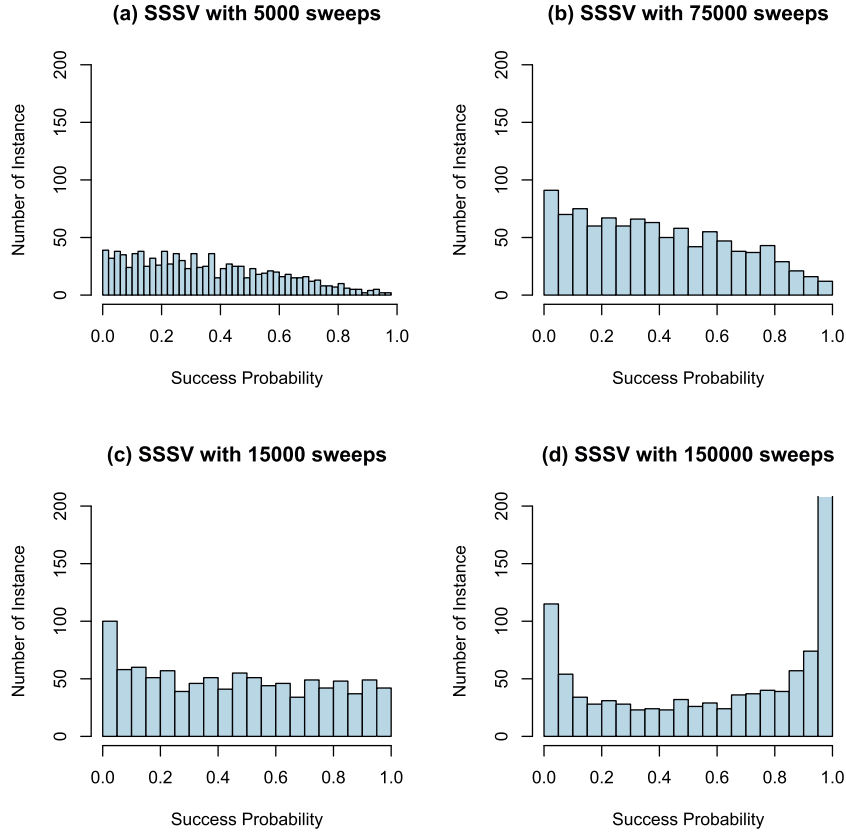 (a) SSSV with 5000 sweeps
Number of Instance
200
150
100
50
0
0.0 0.2 0.4 0.6 0.8 1.0
Success Probability
(b) SSSV with 75000 sweeps
Number of Instance
200
150
100
50
0
0.0 0.2 0.4 0.6 0.8 1.0
Success Probability
(c) SSSV with 15000 sweeps
Number of Instance
200
150
100
50
0
0.0 0.2 0.4 0.6 0.8 1.0
Success Probability
(d) SSSV with 150000 sweeps
Number of Instance
200
150
100
50
0
0.0 0.2 0.4 0.6 0.8 1.0
Success Probability